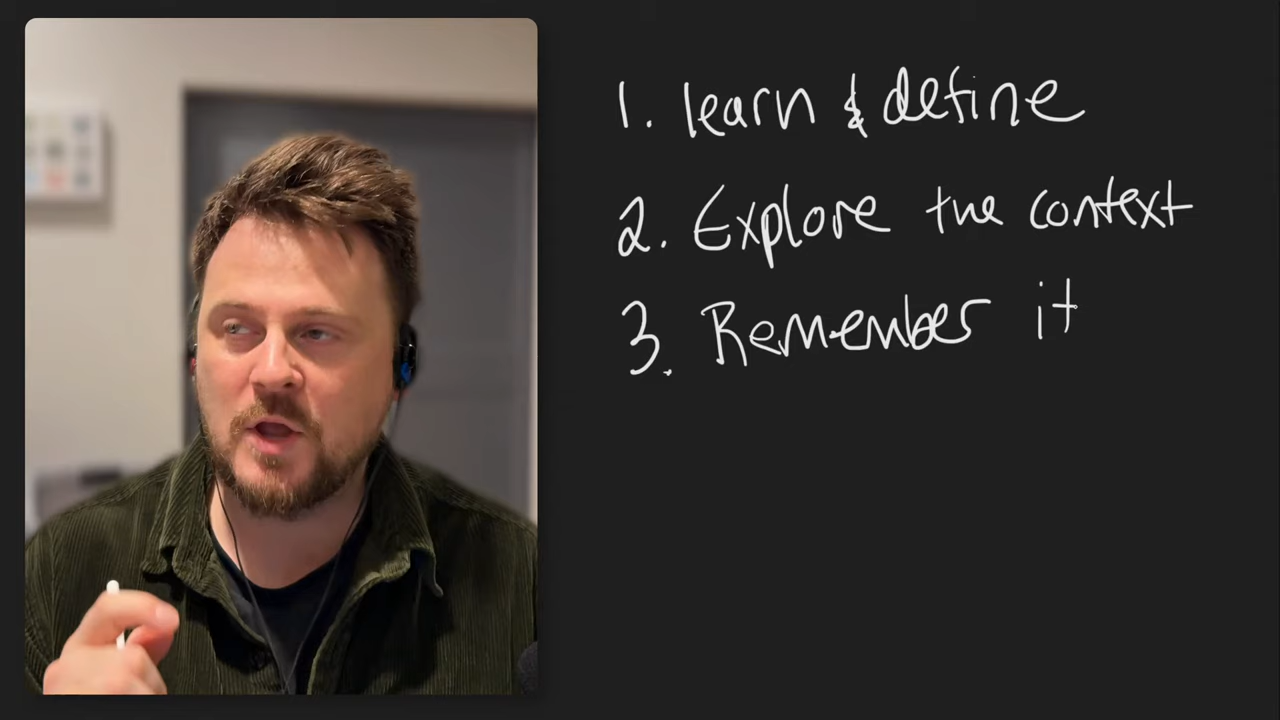 1. learn & define
2. Explore the context
3. Remember it